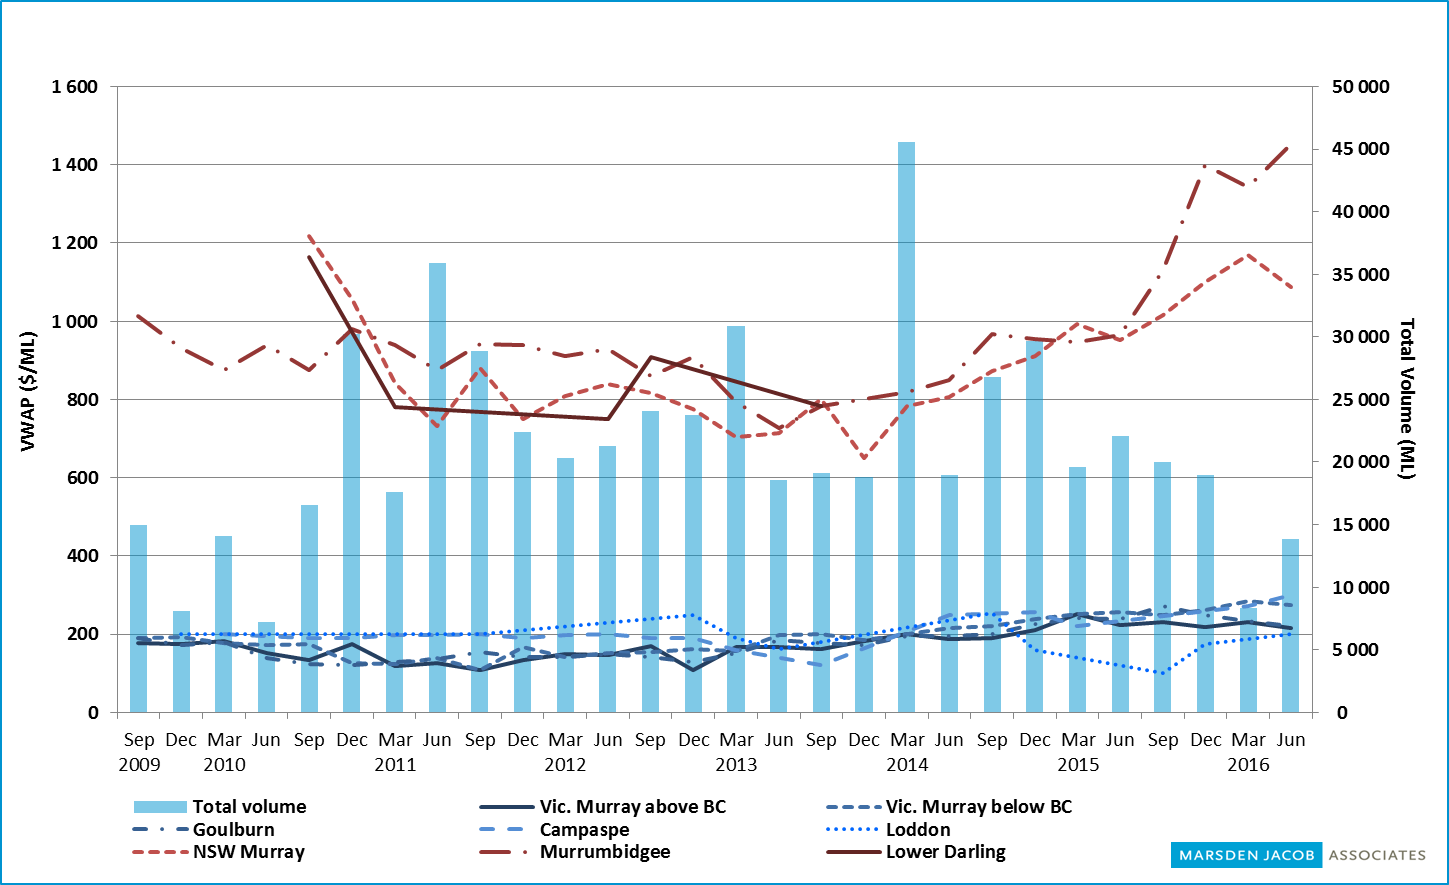 1 600
1 400
1 200
1 000
800
600
400
200
0
VWAP ($/ML)
50 000
45 000
40 000
35 000
30 000
25 000
20 000
15 000
10 000
5 000
0
Total Volume (ML)
Sep Dec Mar Jun Sep Dec Mar Jun Sep Dec Mar Jun Sep Dec Mar Jun Sep Dec Mar Jun Sep Dec Mar Jun Sep Dec Mar Jun
2009 2010 2011 2012 2013 2014 2015 2016
Total volume Vic. Murray above BC Vic. Murray below BC
Goulburn Campaspe Loddon
NSW Murray Murrumbidgee Lower Darling
MARSDEN JACOB ASSOCIATES